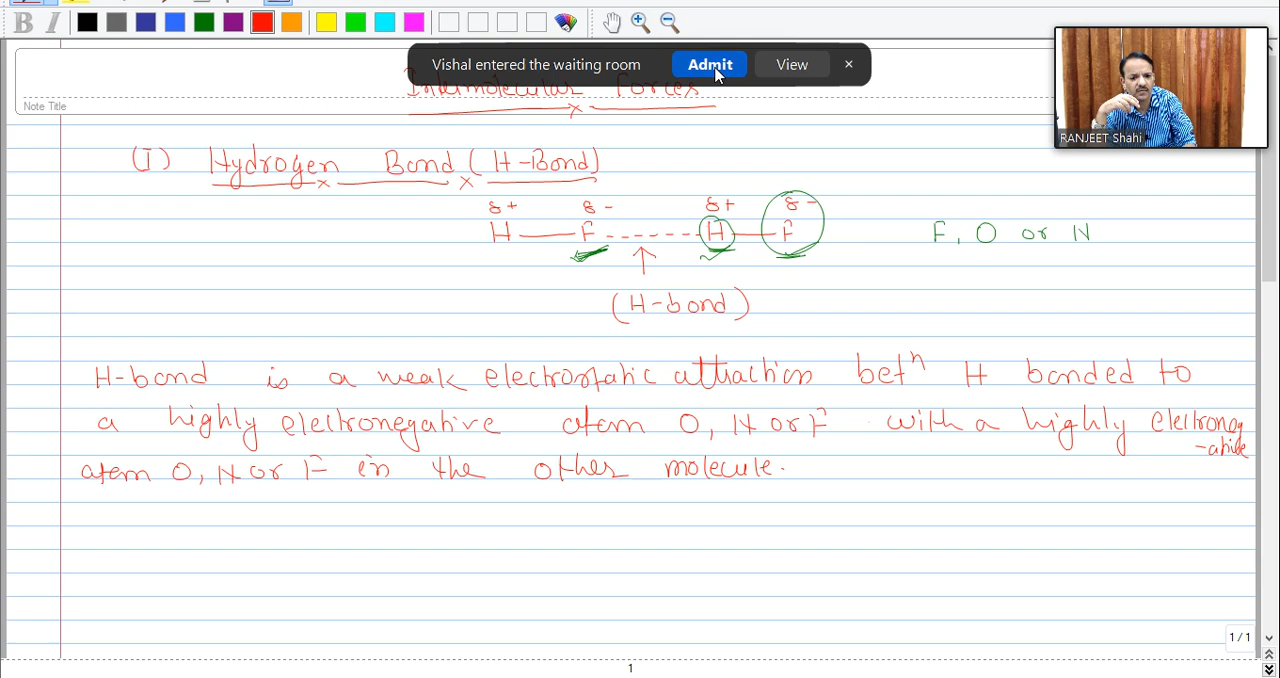 B I
Vishal entered the waiting room Admit View ×
Intermolecular Forces
Note Title
RANJEET Shahi
(I) Hydrogen Bond (H-Bond)
δ+ δ- δ+ δ-
H — F ----- H — F F, O or N
(H-bond)
H-bond is a weak electrostatic attraction betⁿ H bonded to
a highly electronegative atom O, N or F with a highly electroneg
-ative
atom O, N or F in the other molecule.
1/1
1